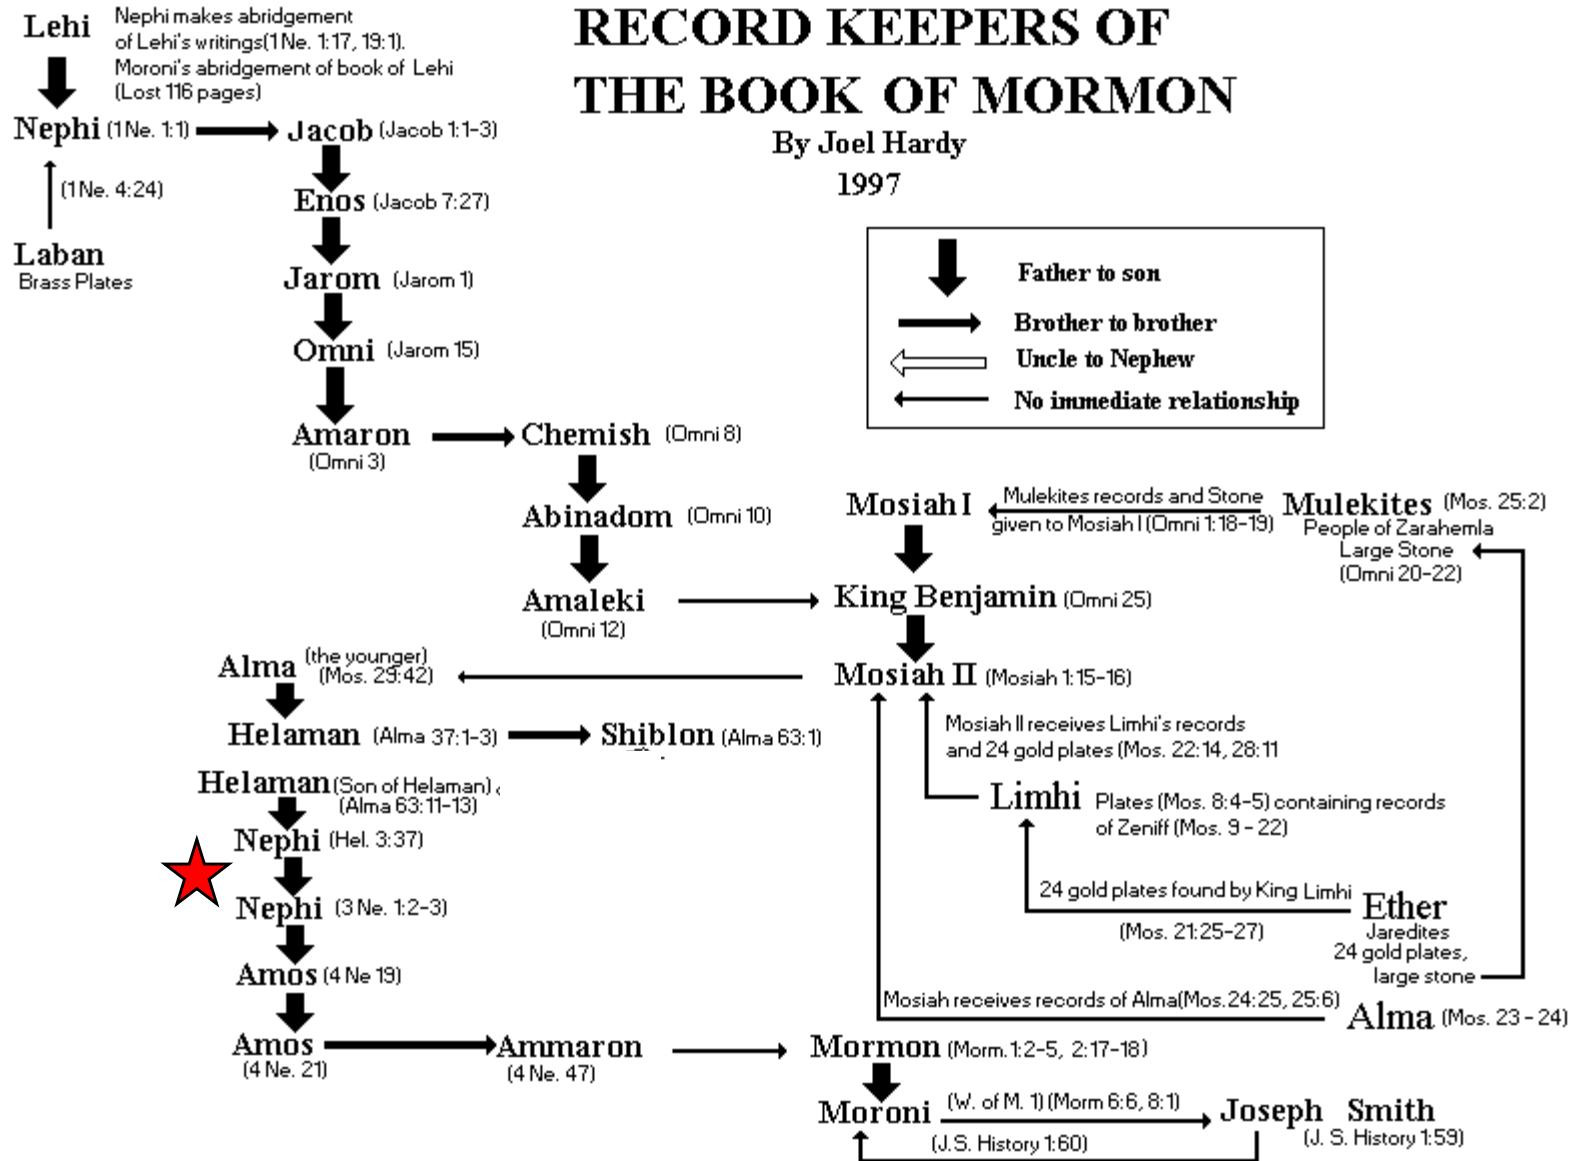 RECORD KEEPERS OF
THE BOOK OF MORMON
By Joel Hardy
1997
Lehi
Nephi makes abridgement
of Lehi's writings(1 Ne. 1:17, 19:1).
Moroni's abridgement of book of Lehi
(Lost 116 pages)
Nephi (1 Ne. 1:1)
Jacob (Jacob 1:1-3)
(1 Ne. 4:24)
Enos (Jacob 7:27)
Laban
Brass Plates
Jarom (Jarom 1)
Father to son
Brother to brother
Uncle to Nephew
No immediate relationship
Omni (Jarom 15)
Amaron
(Omni 3)
Chemish (Omni 8)
Abinadom (Omni 10)
Mosiah I
Mulekites records and Stone
given to Mosiah I (Omni 1:18-19)
Mulekites (Mos. 25:2)
People of Zarahemla
Large Stone
(Omni 20-22)
Amaleki
(Omni 12)
King Benjamin (Omni 25)
Alma (the younger)
(Mos. 29:42)
Mosiah II (Mosiah 1:15-16)
Helaman (Alma 37:1-3)
Shiblon (Alma 63:1)
Mosiah II receives Limhi's records
and 24 gold plates (Mos. 22:14, 28:11
Helaman (Son of Helaman)
(Alma 63:11-13)
Limhi Plates (Mos. 8:4-5) containing records
of Zeniff (Mos. 9 - 22)
Nephi (Hel. 3:37)
24 gold plates found by King Limhi
(Mos. 21:25-27)
Ether
Jaredites
24 gold plates,
large stone
Nephi (3 Ne. 1:2-3)
Amos (4 Ne 19)
Mosiah receives records of Alma(Mos.24:25, 25:6)
Alma (Mos. 23 - 24)
Amos
(4 Ne. 21)
Ammaron
(4 Ne. 47)
Mormon (Morm. 1:2-5, 2:17-18)
Moroni (W. of M. 1) (Morm 6:6, 8:1)
(J.S. History 1:60)
Joseph Smith
(J. S. History 1:59)